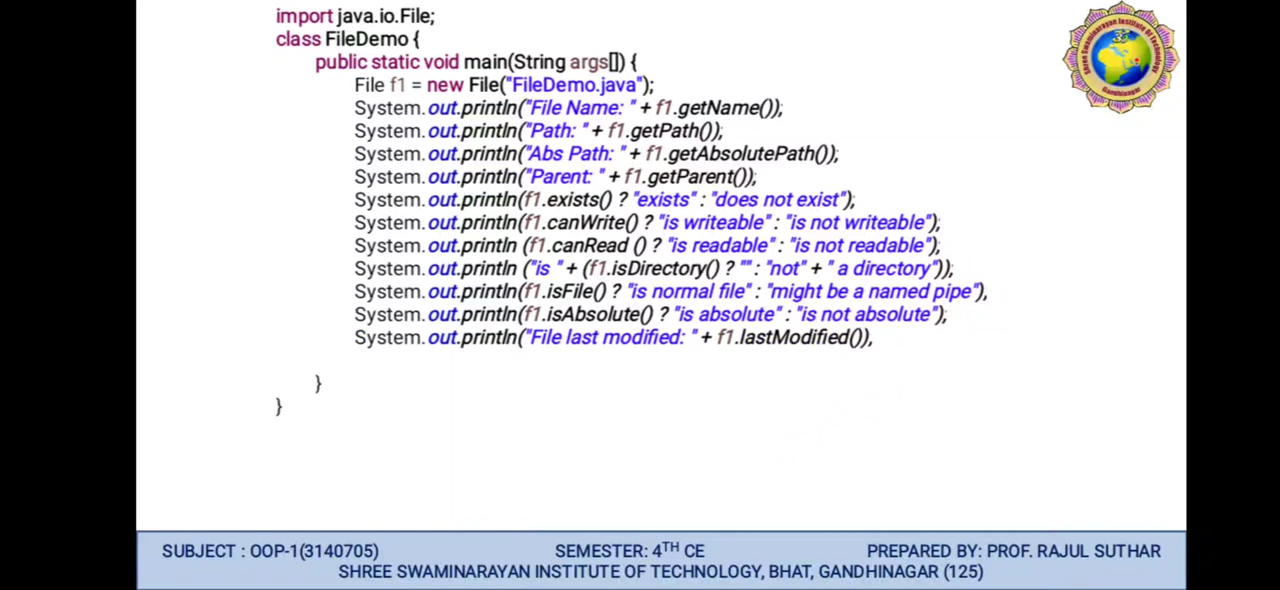 import java.io.File;
class FileDemo {
public static void main(String args[]) {
File f1 = new File("FileDemo.java");
System.out.println("File Name: " + f1.getName());
System.out.println("Path: " + f1.getPath());
System.out.println("Abs Path: " + f1.getAbsolutePath());
System.out.println("Parent: " + f1.getParent());
System.out.println(f1.exists() ? "exists" : "does not exist");
System.out.println(f1.canWrite() ? "is writeable" : "is not writeable");
System.out.println (f1.canRead () ? "is readable" : "is not readable");
System.out.println ("is " + (f1.isDirectory() ? "" : "not" + " a directory"));
System.out.println(f1.isFile() ? "is normal file" : "might be a named pipe");
System.out.println(f1.isAbsolute() ? "is absolute" : "is not absolute");
System.out.println("File last modified: " + f1.lastModified());
}
}
Shree Swaminarayan Institute Of Technology
Gandhinagar
SUBJECT : OOP-1(3140705) SEMESTER: 4TH CE PREPARED BY: PROF. RAJUL SUTHAR
SHREE SWAMINARAYAN INSTITUTE OF TECHNOLOGY, BHAT, GANDHINAGAR (125)